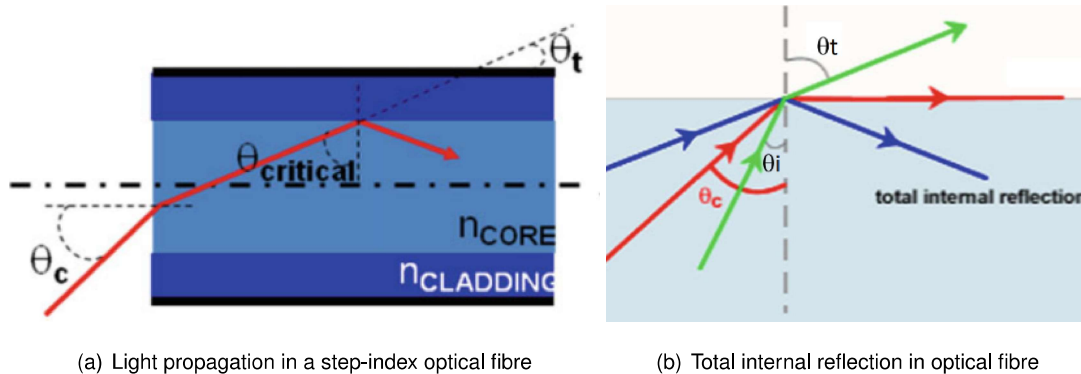 θt
θcritical
θc
nCORE
nCLADDING
(a) Light propagation in a step-index optical fibre
θt
θi
θc
total internal reflection
(b) Total internal reflection in optical fibre